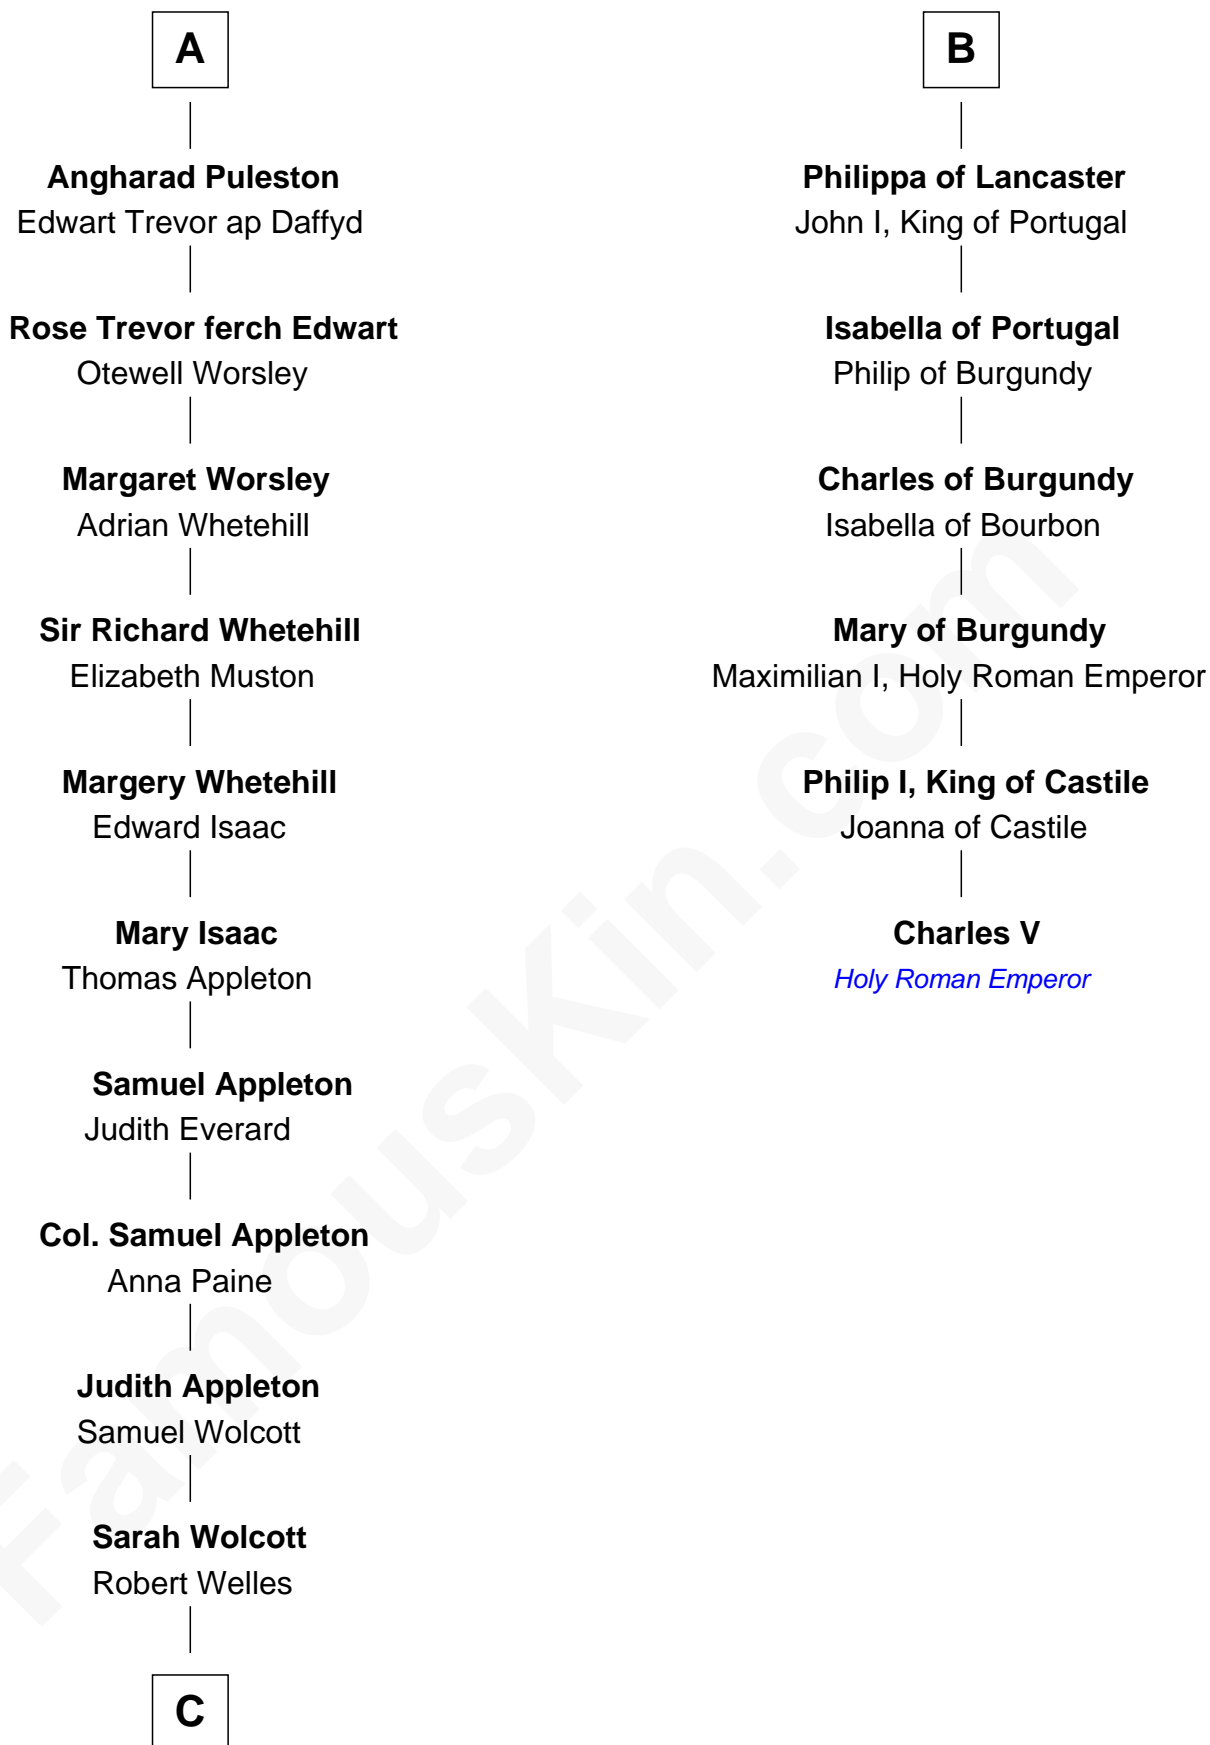 A
Angharad Puleston
Edwart Trevor ap Daffyd
Rose Trevor ferch Edwart
Otewell Worsley
Margaret Worsley
Adrian Whetehill
Sir Richard Whetehill
Elizabeth Muston
Margery Whetehill
Edward Isaac
Mary Isaac
Thomas Appleton
Samuel Appleton
Judith Everard
Col. Samuel Appleton
Anna Paine
Judith Appleton
Samuel Wolcott
Sarah Wolcott
Robert Welles
C
B
Philippa of Lancaster
John I, King of Portugal
Isabella of Portugal
Philip of Burgundy
Charles of Burgundy
Isabella of Bourbon
Mary of Burgundy
Maximilian I, Holy Roman Emperor
Philip I, King of Castile
Joanna of Castile
Charles V
Holy Roman Emperor
FamousKin.com